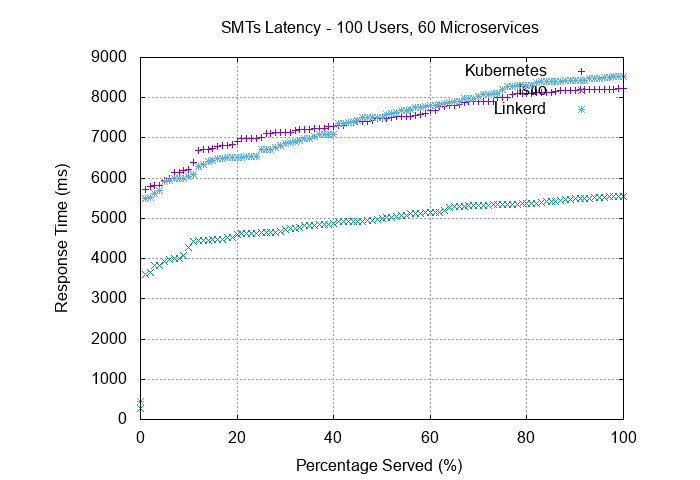 SMTs Latency - 100 Users, 60 Microservices
9000
8000
7000
6000
5000
4000
3000
2000
1000
0
Response Time (ms)
Kubernetes
Istio
Linkerd
0 20 40 60 80 100
Percentage Served (%)